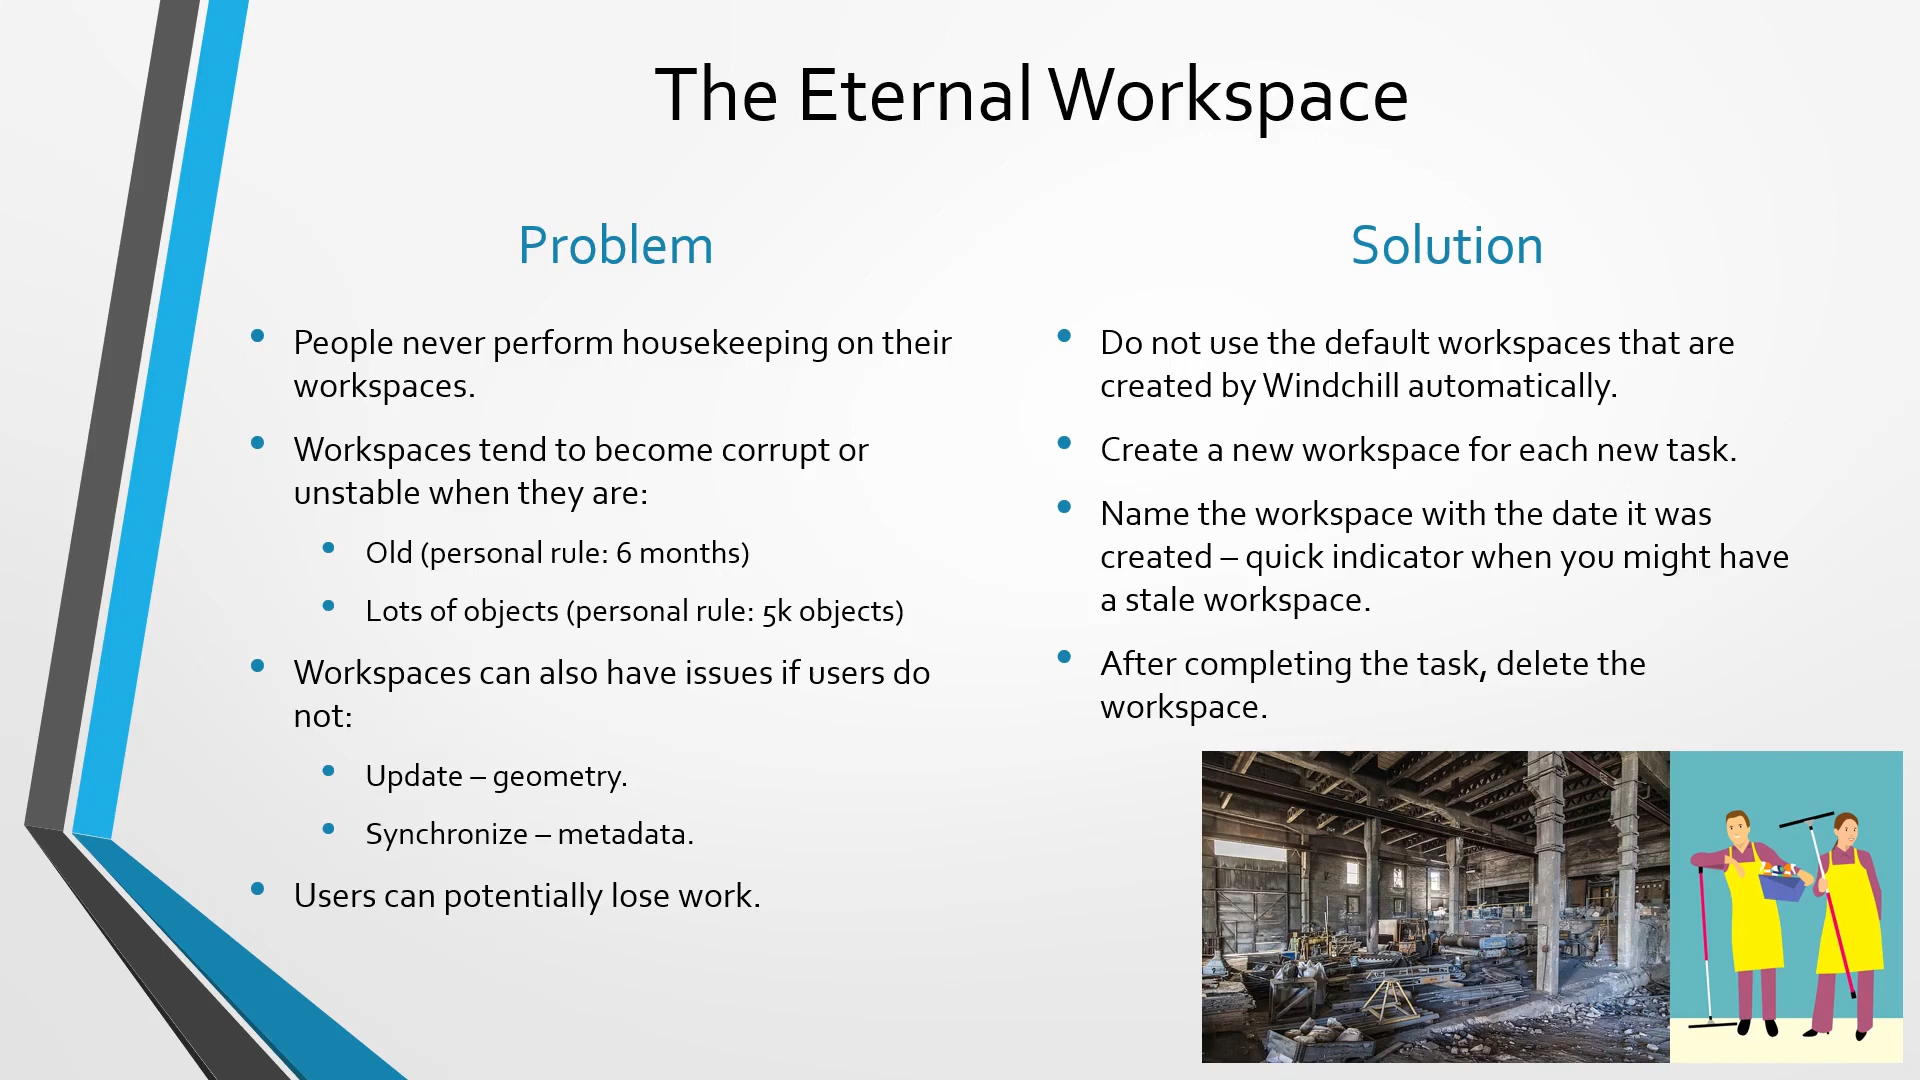 The Eternal Workspace
Problem
People never perform housekeeping on their
workspaces.
Workspaces tend to become corrupt or
unstable when they are:
Old (personal rule: 6 months)
Lots of objects (personal rule: 5k objects)
Workspaces can also have issues if users do
not:
Update – geometry.
Synchronize – metadata.
Users can potentially lose work.
Solution
Do not use the default workspaces that are
created by Windchill automatically.
Create a new workspace for each new task.
Name the workspace with the date it was
created – quick indicator when you might have
a stale workspace.
After completing the task, delete the
workspace.